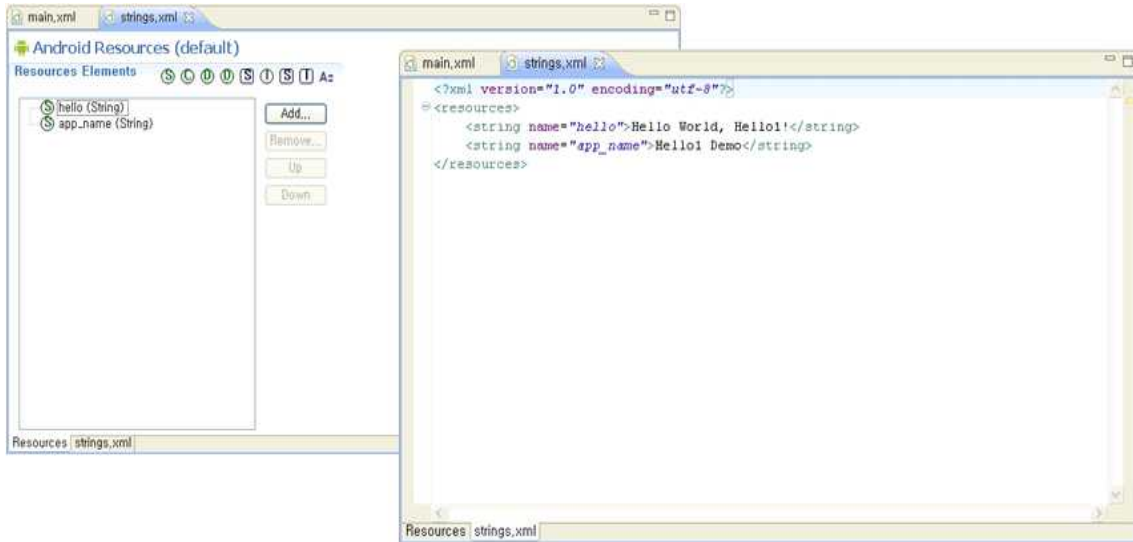 main,xml strings,xml
Android Resources (default)
Resources Elements S C D D S I S T Az
hello (String)
app_name (String)
Add...
Remove...
Up
Down
Resources strings,xml
main,xml strings,xml
<?xml version="1.0" encoding="utf-8"?>
<resources>
<string name="hello">Hello World, Hello1!</string>
<string name="app_name">Hello1 Demo</string>
</resources>
Resources strings,xml